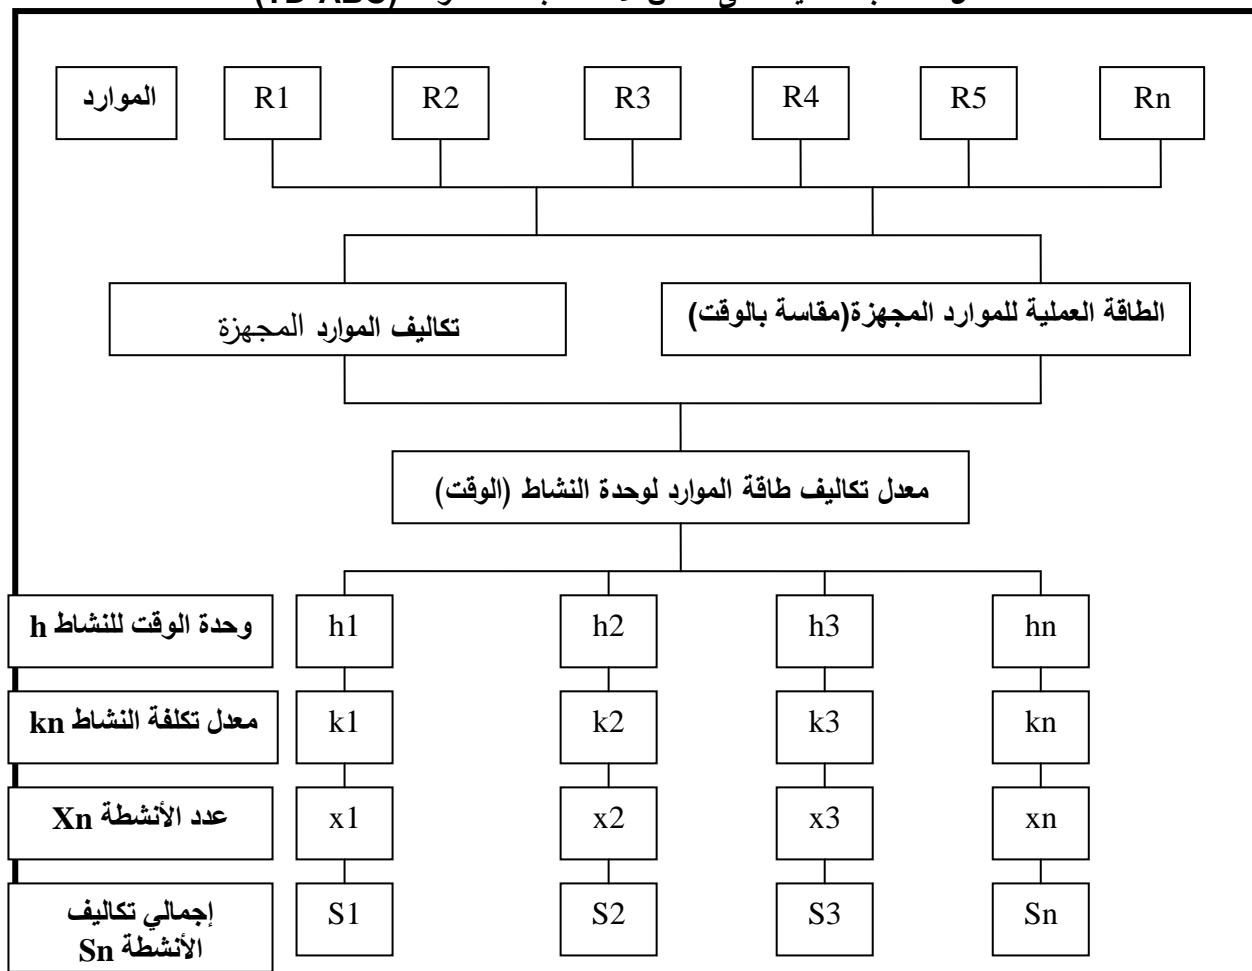 (TD-ABC)
الموارد R1 R2 R3 R4 R5 Rn
تكاليف الموارد المجهزة
الطاقة العملية للموارد المجهزة(مقاسة بالوقت)
معدل تكاليف طاقة الموارد لوحدة النشاط (الوقت)
وحدة الوقت للنشاط h h1 h2 h3 hn
معدل تكلفة النشاط kn k1 k2 k3 kn
عدد الأنشطة Xn x1 x2 x3 xn
إجمالي تكاليف
الأنشطة Sn S1 S2 S3 Sn